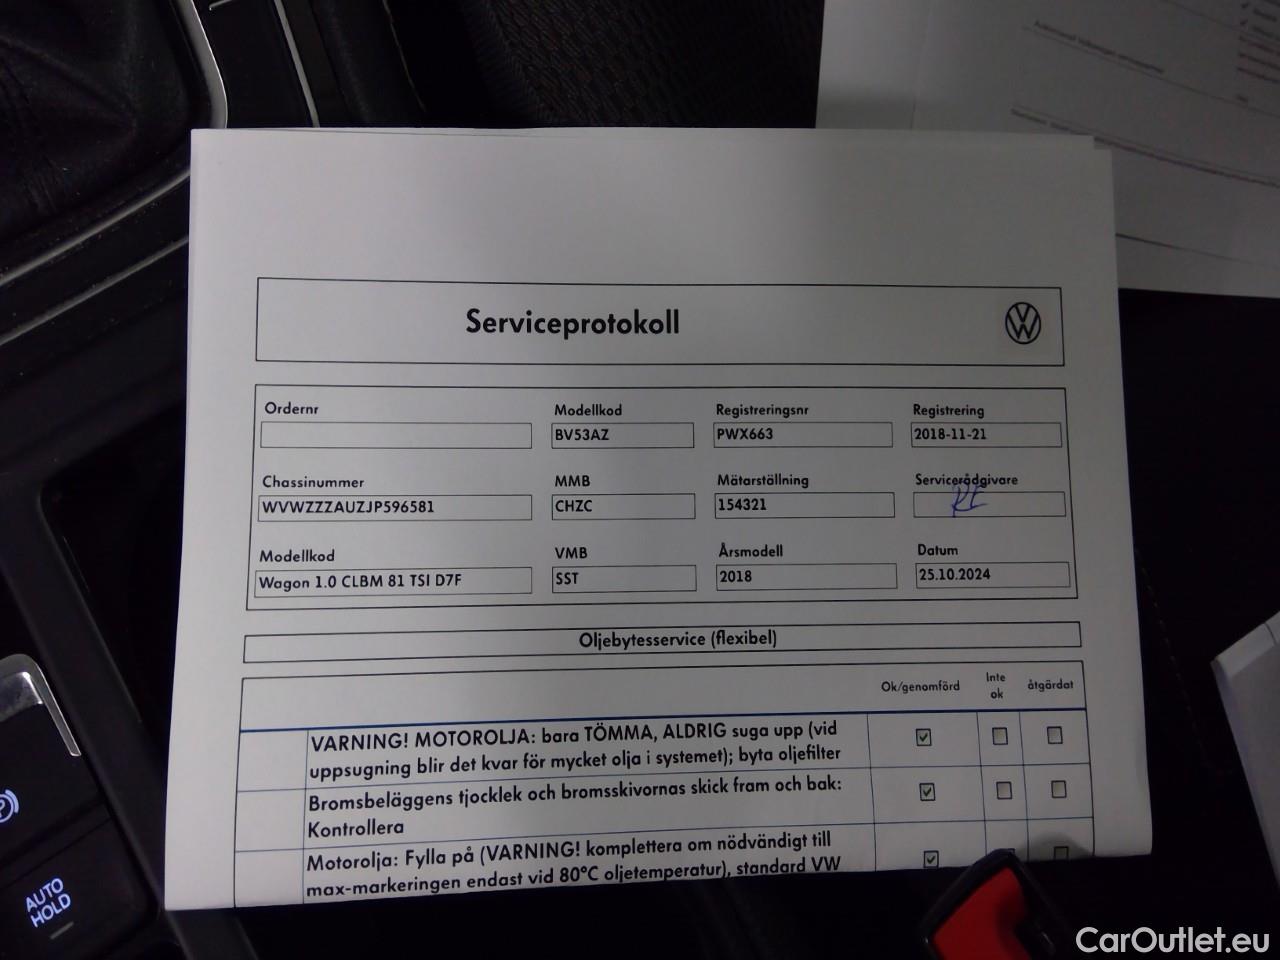 Serviceprotokoll
Ordernr
Modellkod
Registreringsnr
Registrering
BV53AZ
PWX663
2018-11-21
Chassinummer
MMB
Mätarställning
Servicerådgivare
WVWZZZAUZJP596581
CHZC
154321
RE
Modellkod
VMB
Årsmodell
Datum
Wagon 1.0 CLBM 81 TSI D7F
SST
2018
25.10.2024
Oljebytesservice (flexibel)
Ok/genomförd
Inte
ok
åtgärdat
VARNING! MOTOROLJA: bara TÖMMA, ALDRIG suga upp (vid
uppsugning blir det kvar för mycket olja i systemet); byta oljefilter
Bromsbeläggens tjocklek och bromsskivornas skick fram och bak:
Kontrollera
Motorolja: Fylla på (VARNING! komplettera om nödvändigt till
max-markeringen endast vid 80°C oljetemperatur), standard VW
AUTO
HOLD
CarOutlet.eu